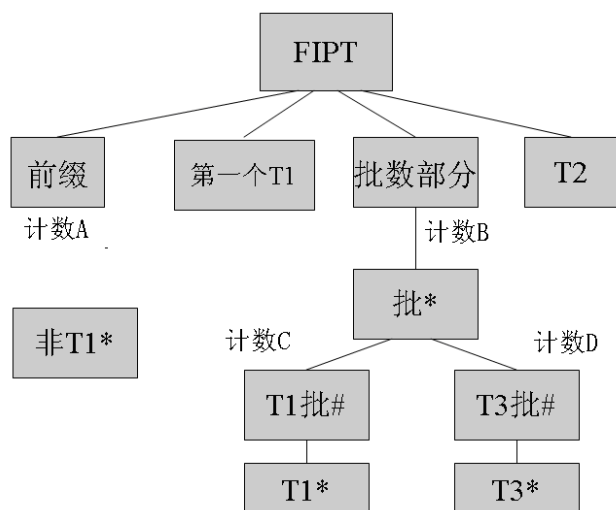 FIPT
前缀
第一个T1
批数部分
T2
计数A
计数B
批*
非T1*
计数C
计数D
T1批#
T3批#
T1*
T3*